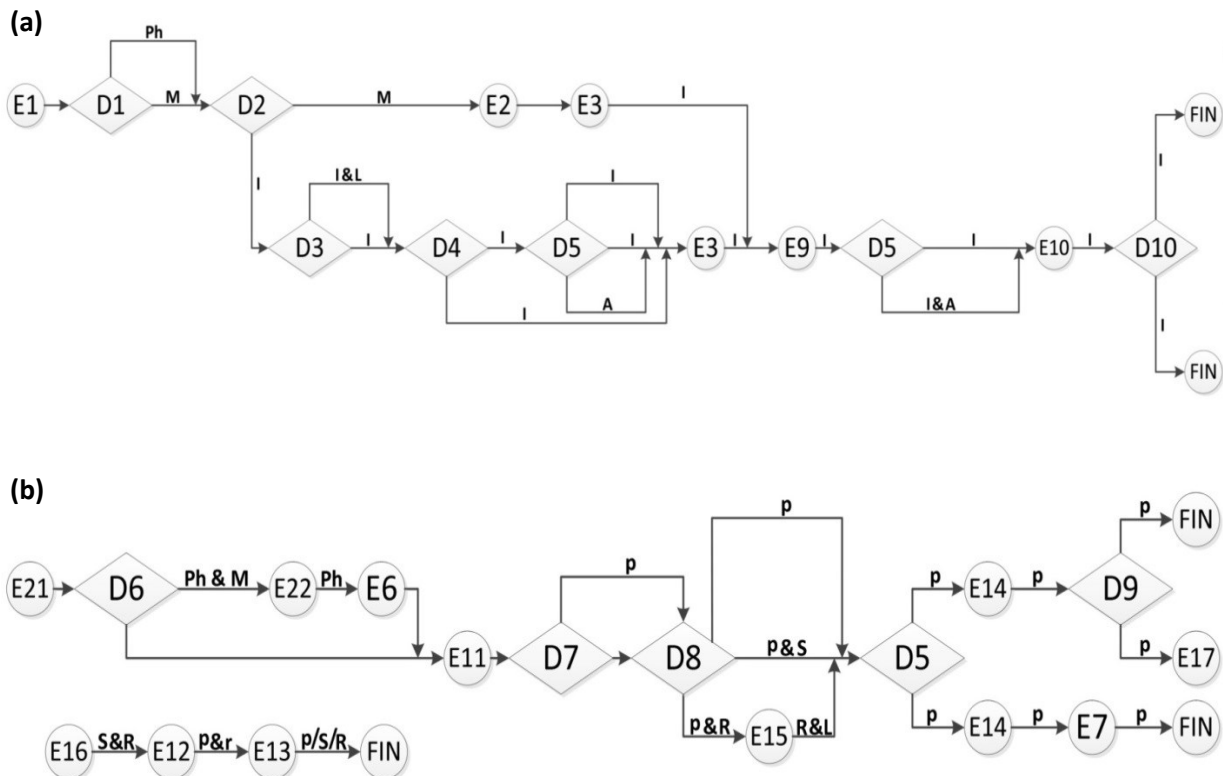 (a)
Ph
E1 D1 M D2 M E2 E3 I FIN
I
I
I&L I
D3 I D4 I D5 I E3 I E9 I D5 I E10 I D10
A I&A
I
I
FIN
(b)
p
p FIN
p
E21 D6 Ph & M E22 Ph E6 p E14 p D9
E11 D7 D8 p & S D5 p E17
p&R E15 R&L p E14 p E7 p FIN
E16 S&R E12 p&r E13 p/S/R FIN